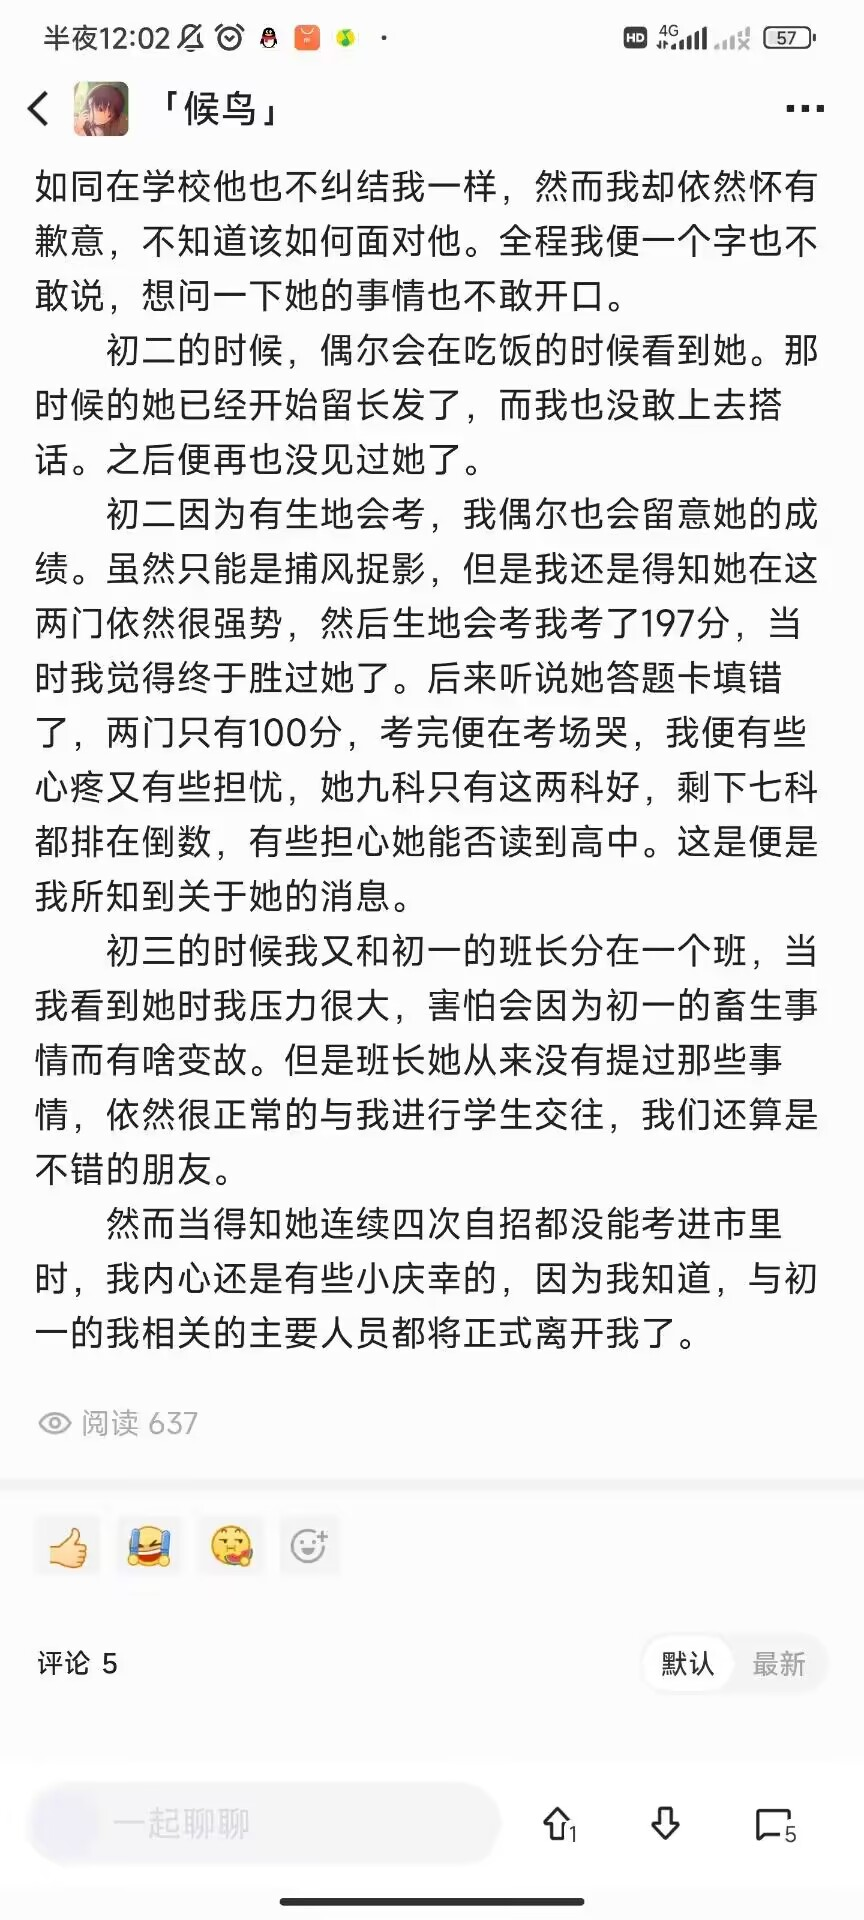 半夜12:02 HD 4G 57
「候鸟」
如同在学校他也不纠结我一样，然而我却依然怀有
歉意，不知道该如何面对他。全程我便一个字也不
敢说，想问一下她的事情也不敢开口。
初二的时候，偶尔会在吃饭的时候看到她。那
时候的她已经开始留长发了，而我也没敢上去搭
话。之后便再也没见过她了。
初二因为有生地会考，我偶尔也会留意她的成
绩。虽然只能是捕风捉影，但是我还是得知她在这
两门依然很强势，然后生地会考我考了197分，当
时我觉得终于胜过她了。后来听说她答题卡填错
了，两门只有100分，考完便在考场哭，我便有些
心疼又有些担忧，她九科只有这两科好，剩下七科
都排在倒数，有些担心她能否读到高中。这是便是
我所知到关于她的消息。
初三的时候我又和初一的班长分在一个班，当
我看到她时我压力很大，害怕会因为初一的畜生事
情而有啥变故。但是班长她从来没有提过那些事
情，依然很正常的与我进行学生交往，我们还算是
不错的朋友。
然而当得知她连续四次自招都没能考进市里
时，我内心还是有些小庆幸的，因为我知道，与初
一的我相关的主要人员都将正式离开我了。
阅读 637
评论 5
默认 最新
一起聊聊 1 5